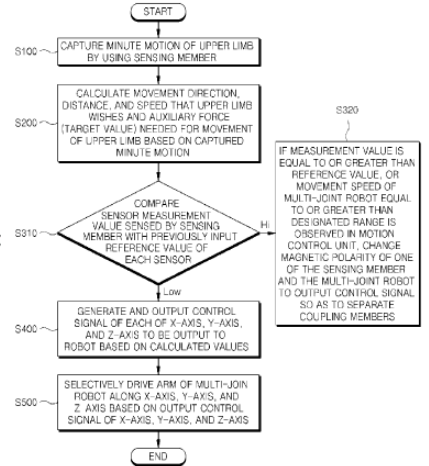 START
S100
CAPTURE MINUTE MOTION OF UPPER LIMB
BY USING SENSING MEMBER
S200
CALCULATE MOVEMENT DIRECTION,
DISTANCE, AND SPEED THAT UPPER LIMB
WISHES AND AUXILIARY FORCE
(TARGET VALUE) NEEDED FOR MOVEMENT
OF UPPER LIMB BASED ON CAPTURED
MINUTE MOTION
S310
COMPARE
SENSOR MEASUREMENT
VALUE SENSED BY SENSING
MEMBER WITH PREVIOUSLY INPUT
REFERENCE VALUE OF
EACH SENSOR
Hi
S320
IF MEASUREMENT VALUE IS
EQUAL TO OR GREATER THAN
REFERENCE VALUE, OR
MOVEMENT SPEED OF
MULTI-JOINT ROBOT EQUAL
TO OR GREATER THAN
DESIGNATED RANGE IS
OBSERVED IN MOTION
CONTROL UNIT, CHANGE
MAGNETIC POLARITY OF ONE
OF THE SENSING MEMBER
AND THE MULTI-JOINT ROBOT
TO OUTPUT CONTROL SIGNAL
SO AS TO SEPARATE
COUPLING MEMBERS
Low
S400
GENERATE AND OUTPUT CONTROL
SIGNAL OF EACH OF X-AXIS, Y-AXIS,
AND Z-AXIS TO BE OUTPUT TO
ROBOT BASED ON CALCULATED
VALUES
S500
SELECTIVELY DRIVE ARM OF MULTI-JOIN
ROBOT ALONG X-AXIS, Y-AXIS, AND
Z AXIS BASED ON OUTPUT CONTROL
SIGNAL OF X-AXIS, Y-AXIS, AND Z-AXIS
END